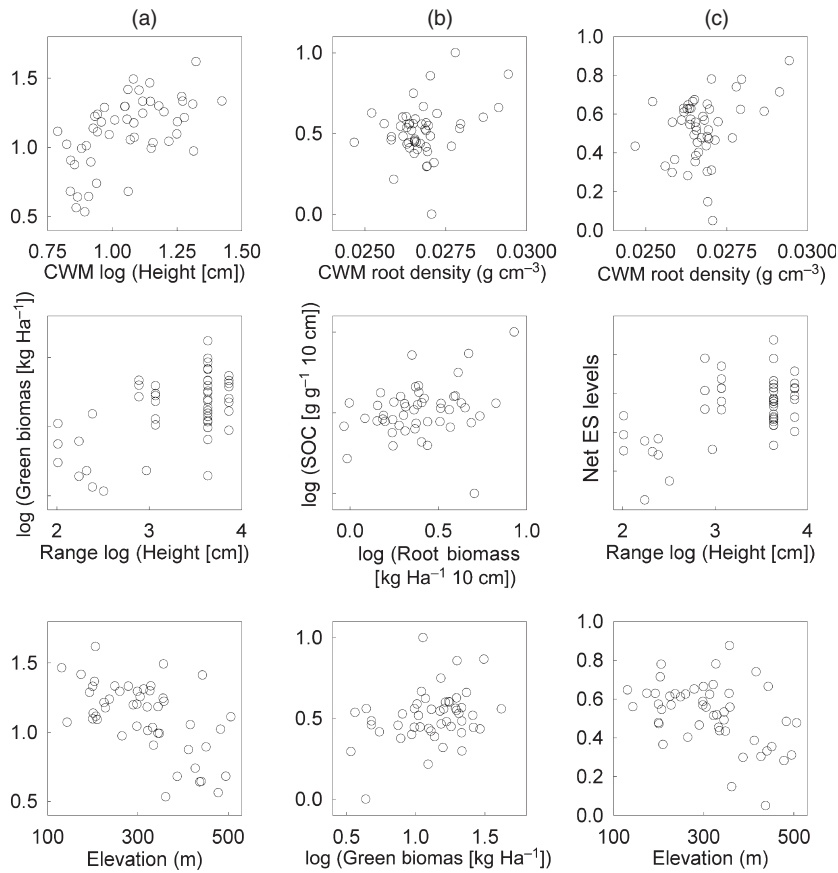 (a) (b) (c)
1.5
1.0
0.5
0.75 1.00 1.25 1.50
CWM log (Height [cm])
1.0
0.5
0.0
0.0250 0.0275 0.0300
CWM root density (g cm–3)
1.0
0.8
0.6
0.4
0.2
0.0
0.0250 0.0275 0.0300
CWM root density (g cm–3)
log (Green biomas [kg Ha–1])
2 3 4
Range log (Height [cm])
log (SOC [g g–1 10 cm])
0.0 0.5 1.0
log (Root biomass
[kg Ha–1 10 cm])
Net ES levels
2 3 4
Range log (Height [cm])
1.5
1.0
0.5
100 300 500
Elevation (m)
1.0
0.5
0.0
0.5 1.0 1.5
log (Green biomas [kg Ha–1])
1.0
0.8
0.6
0.4
0.2
0.0
100 300 500
Elevation (m)